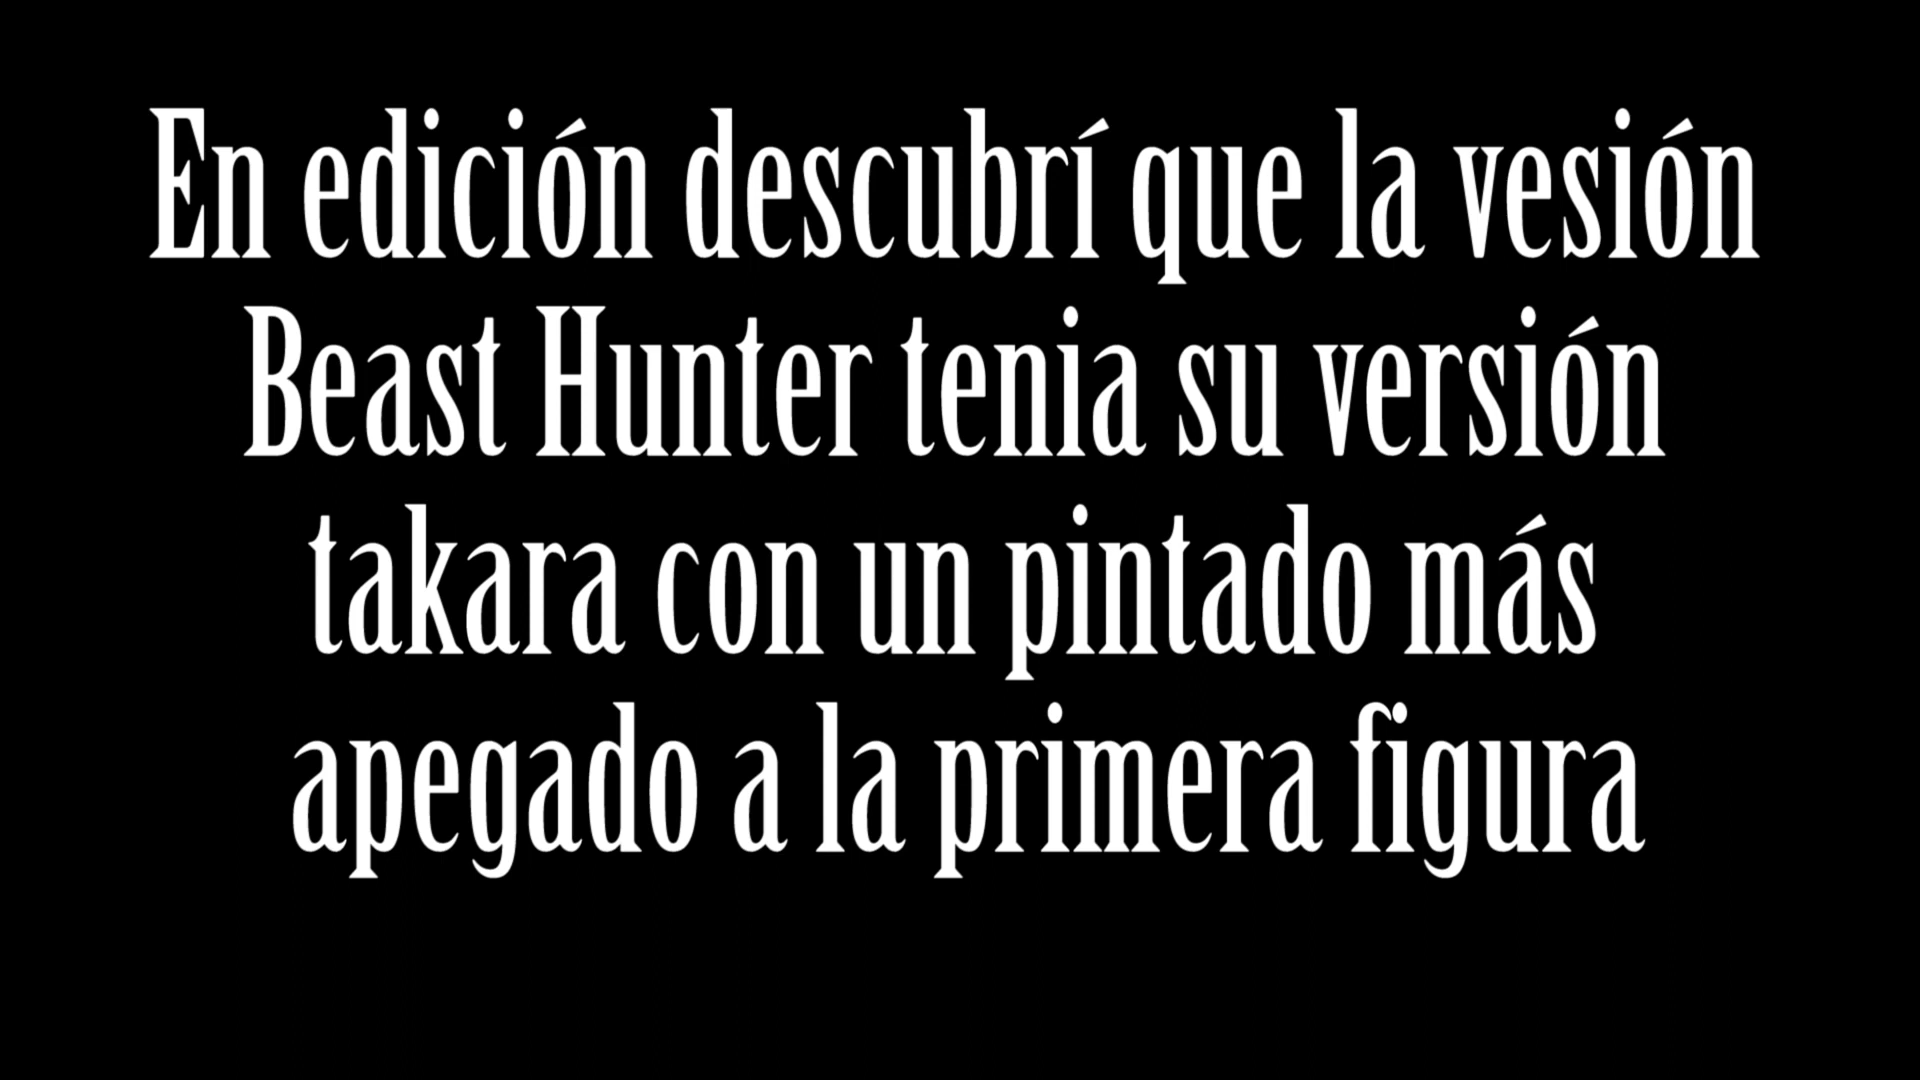 En edición descubrí que la vesión
Beast Hunter tenia su versión
takara con un pintado más
apegado a la primera figura